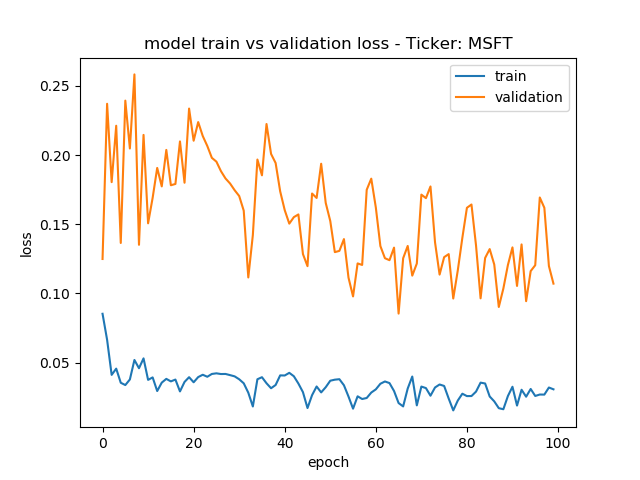 model train vs validation loss - Ticker: MSFT
train
validation
0.25
0.20
0.15
0.10
0.05
loss
0 20 40 60 80 100
epoch